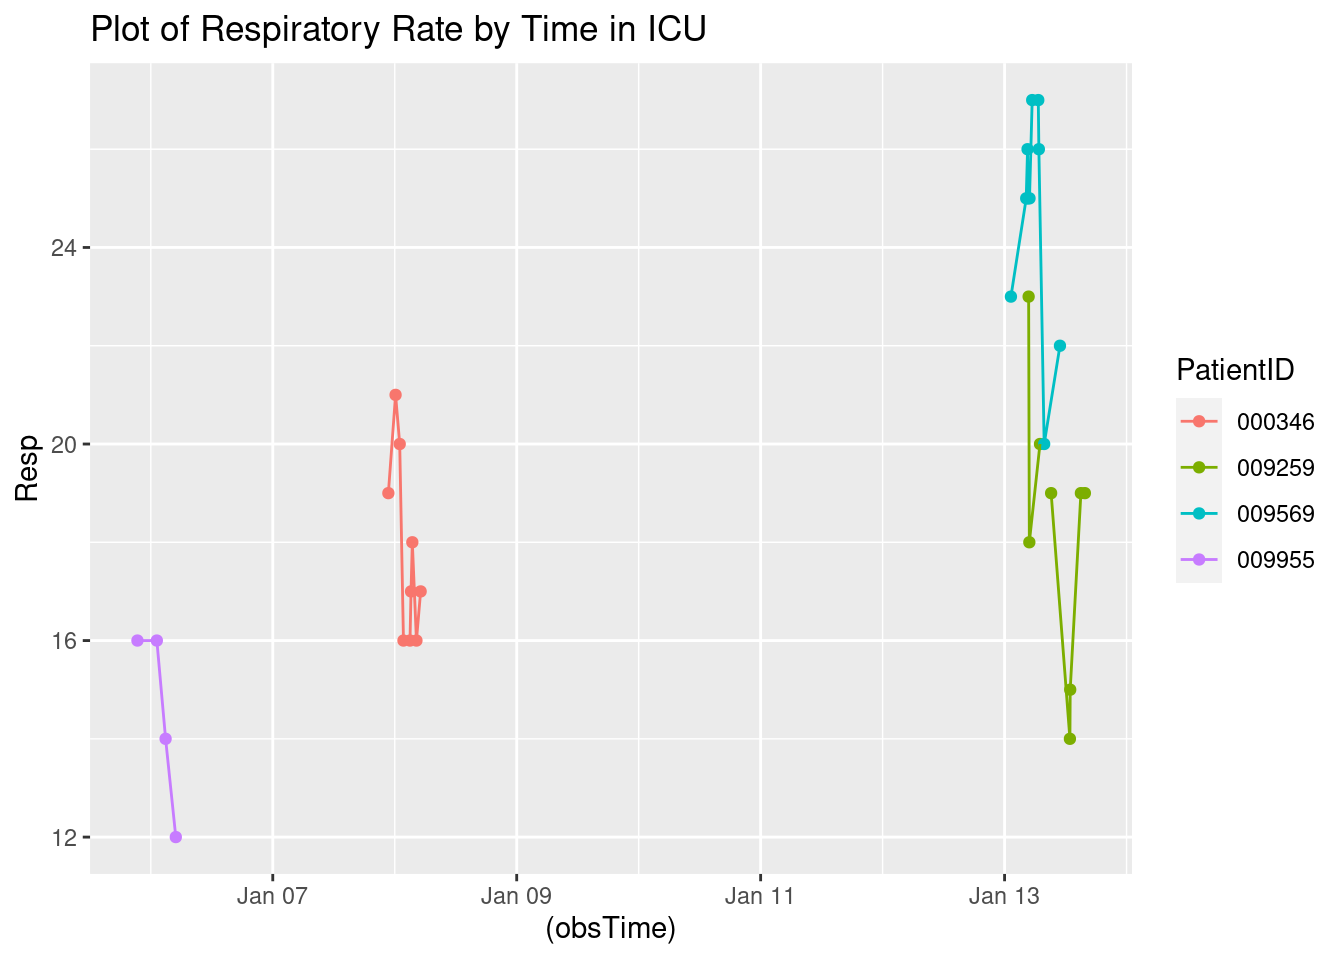 Plot of Respiratory Rate by Time in ICU
Resp
24
20
16
12
Jan 07
Jan 09
Jan 11
Jan 13
(obsTime)
PatientID
000346
009259
009569
009955